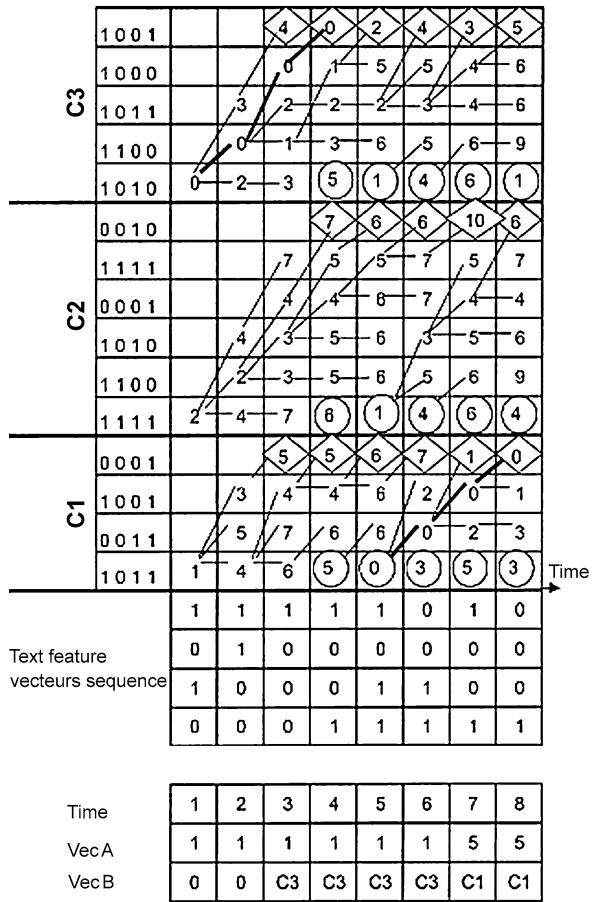 1001 4 0 2 4 3 5
1000 0 1 5 5 4 6
C3 1011 3 2 2 2 3 4 6
1100 0 1 3 6 5 6 9
1010 0 2 3 5 1 4 6 1
0010 7 6 6 10 6
1111 7 5 5 7 5 7
0001 4 4 6 7 4 4
C2 1010 4 3 5 6 3 5 6
1100 2 3 5 6 5 6 9
1111 2 4 7 6 1 4 6 4
0001 5 5 6 7 1 0
1001 3 4 4 6 2 0 1
C1 0011 5 7 6 6 0 2 3
1011 1 4 6 5 0 3 5 3
Time
1 1 1 1 1 0 1 0
0 1 0 0 0 0 0 0
Text feature
vecteurs sequence
1 0 0 0 1 1 0 0
0 0 0 1 1 1 1 1
Time 1 2 3 4 5 6 7 8
VecA 1 1 1 1 1 1 5 5
VecB 0 0 C3 C3 C3 C3 C1 C1